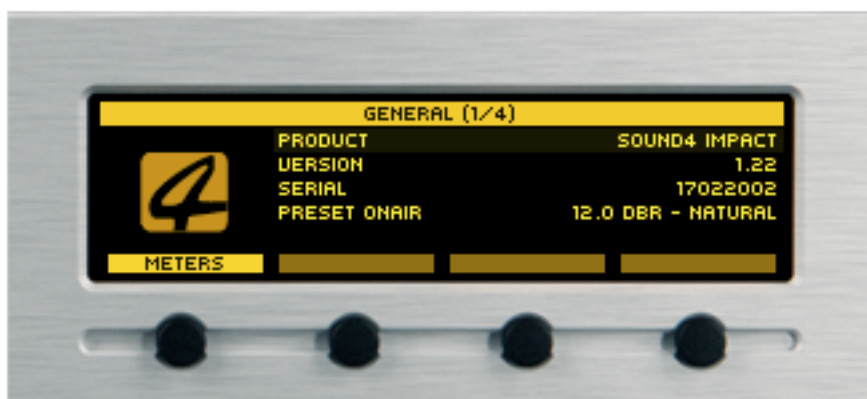 GENERAL (1/4)
PRODUCT SOUND4 IMPACT
VERSION 1.22
SERIAL 17022002
PRESET ONAIR 12.0 DBR - NATURAL
METERS